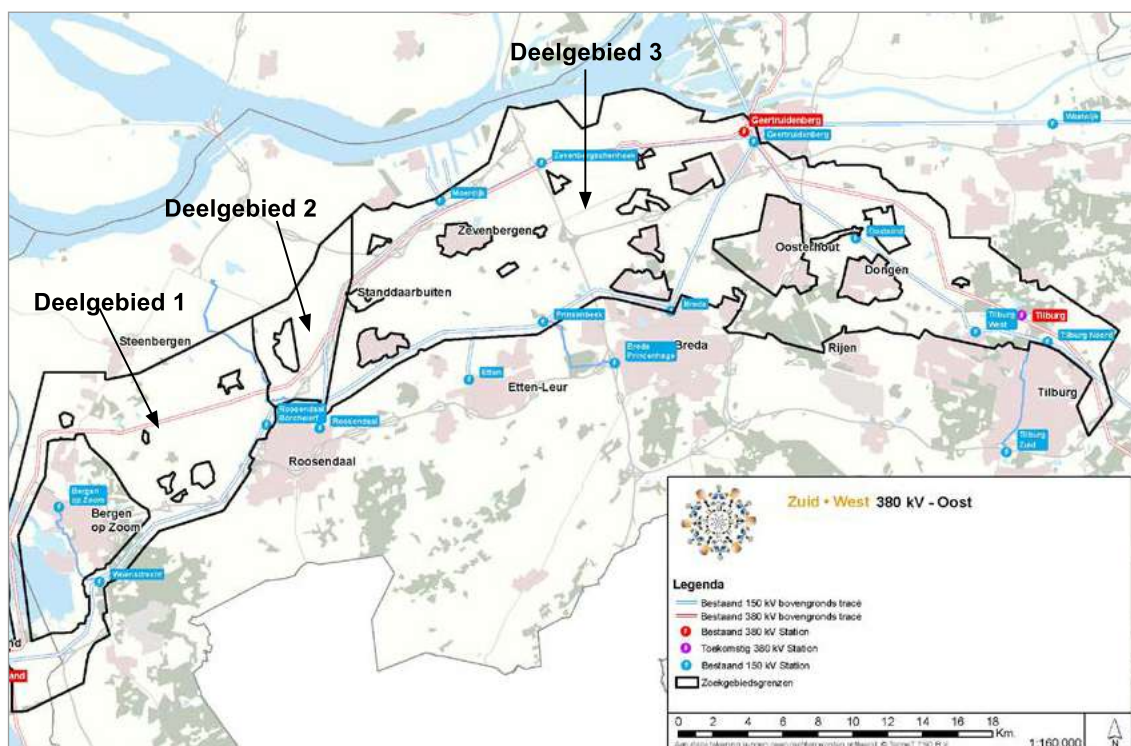 Deelgebied 3
Geertruidenberg
Geertruidenberg
Waalwijk
Zevenbergschenhoek
Moerdijk
Deelgebied 2
Zevenbergen
Oosterhout
Oosteind
Dongen
Deelgebied 1
Standdaarbuiten
Steenbergen
Prinsenbeek
Breda
Tilburg
West
Tilburg
Tilburg Noord
Breda
Princenhage
Breda
Rijen
Etten
Etten-Leur
Tilburg
Roosendaal
Borchwerf
Roosendaal
Roosendaal
Tilburg
Zuid
Bergen
op Zoom
Bergen
op Zoom
Woensdrecht
nd
and
Zuid • West 380 kV - Oost
Legenda
Bestaand 150 kV bovengronds tracé
Bestaand 380 kV bovengronds tracé
Bestaand 380 kV Station
Toekomstig 380 kV Station
Bestaand 150 kV Station
Zoekgebiedsgrenzen
0 2 4 6 8 10 12 14 16 18
Km.
1:160.000
N